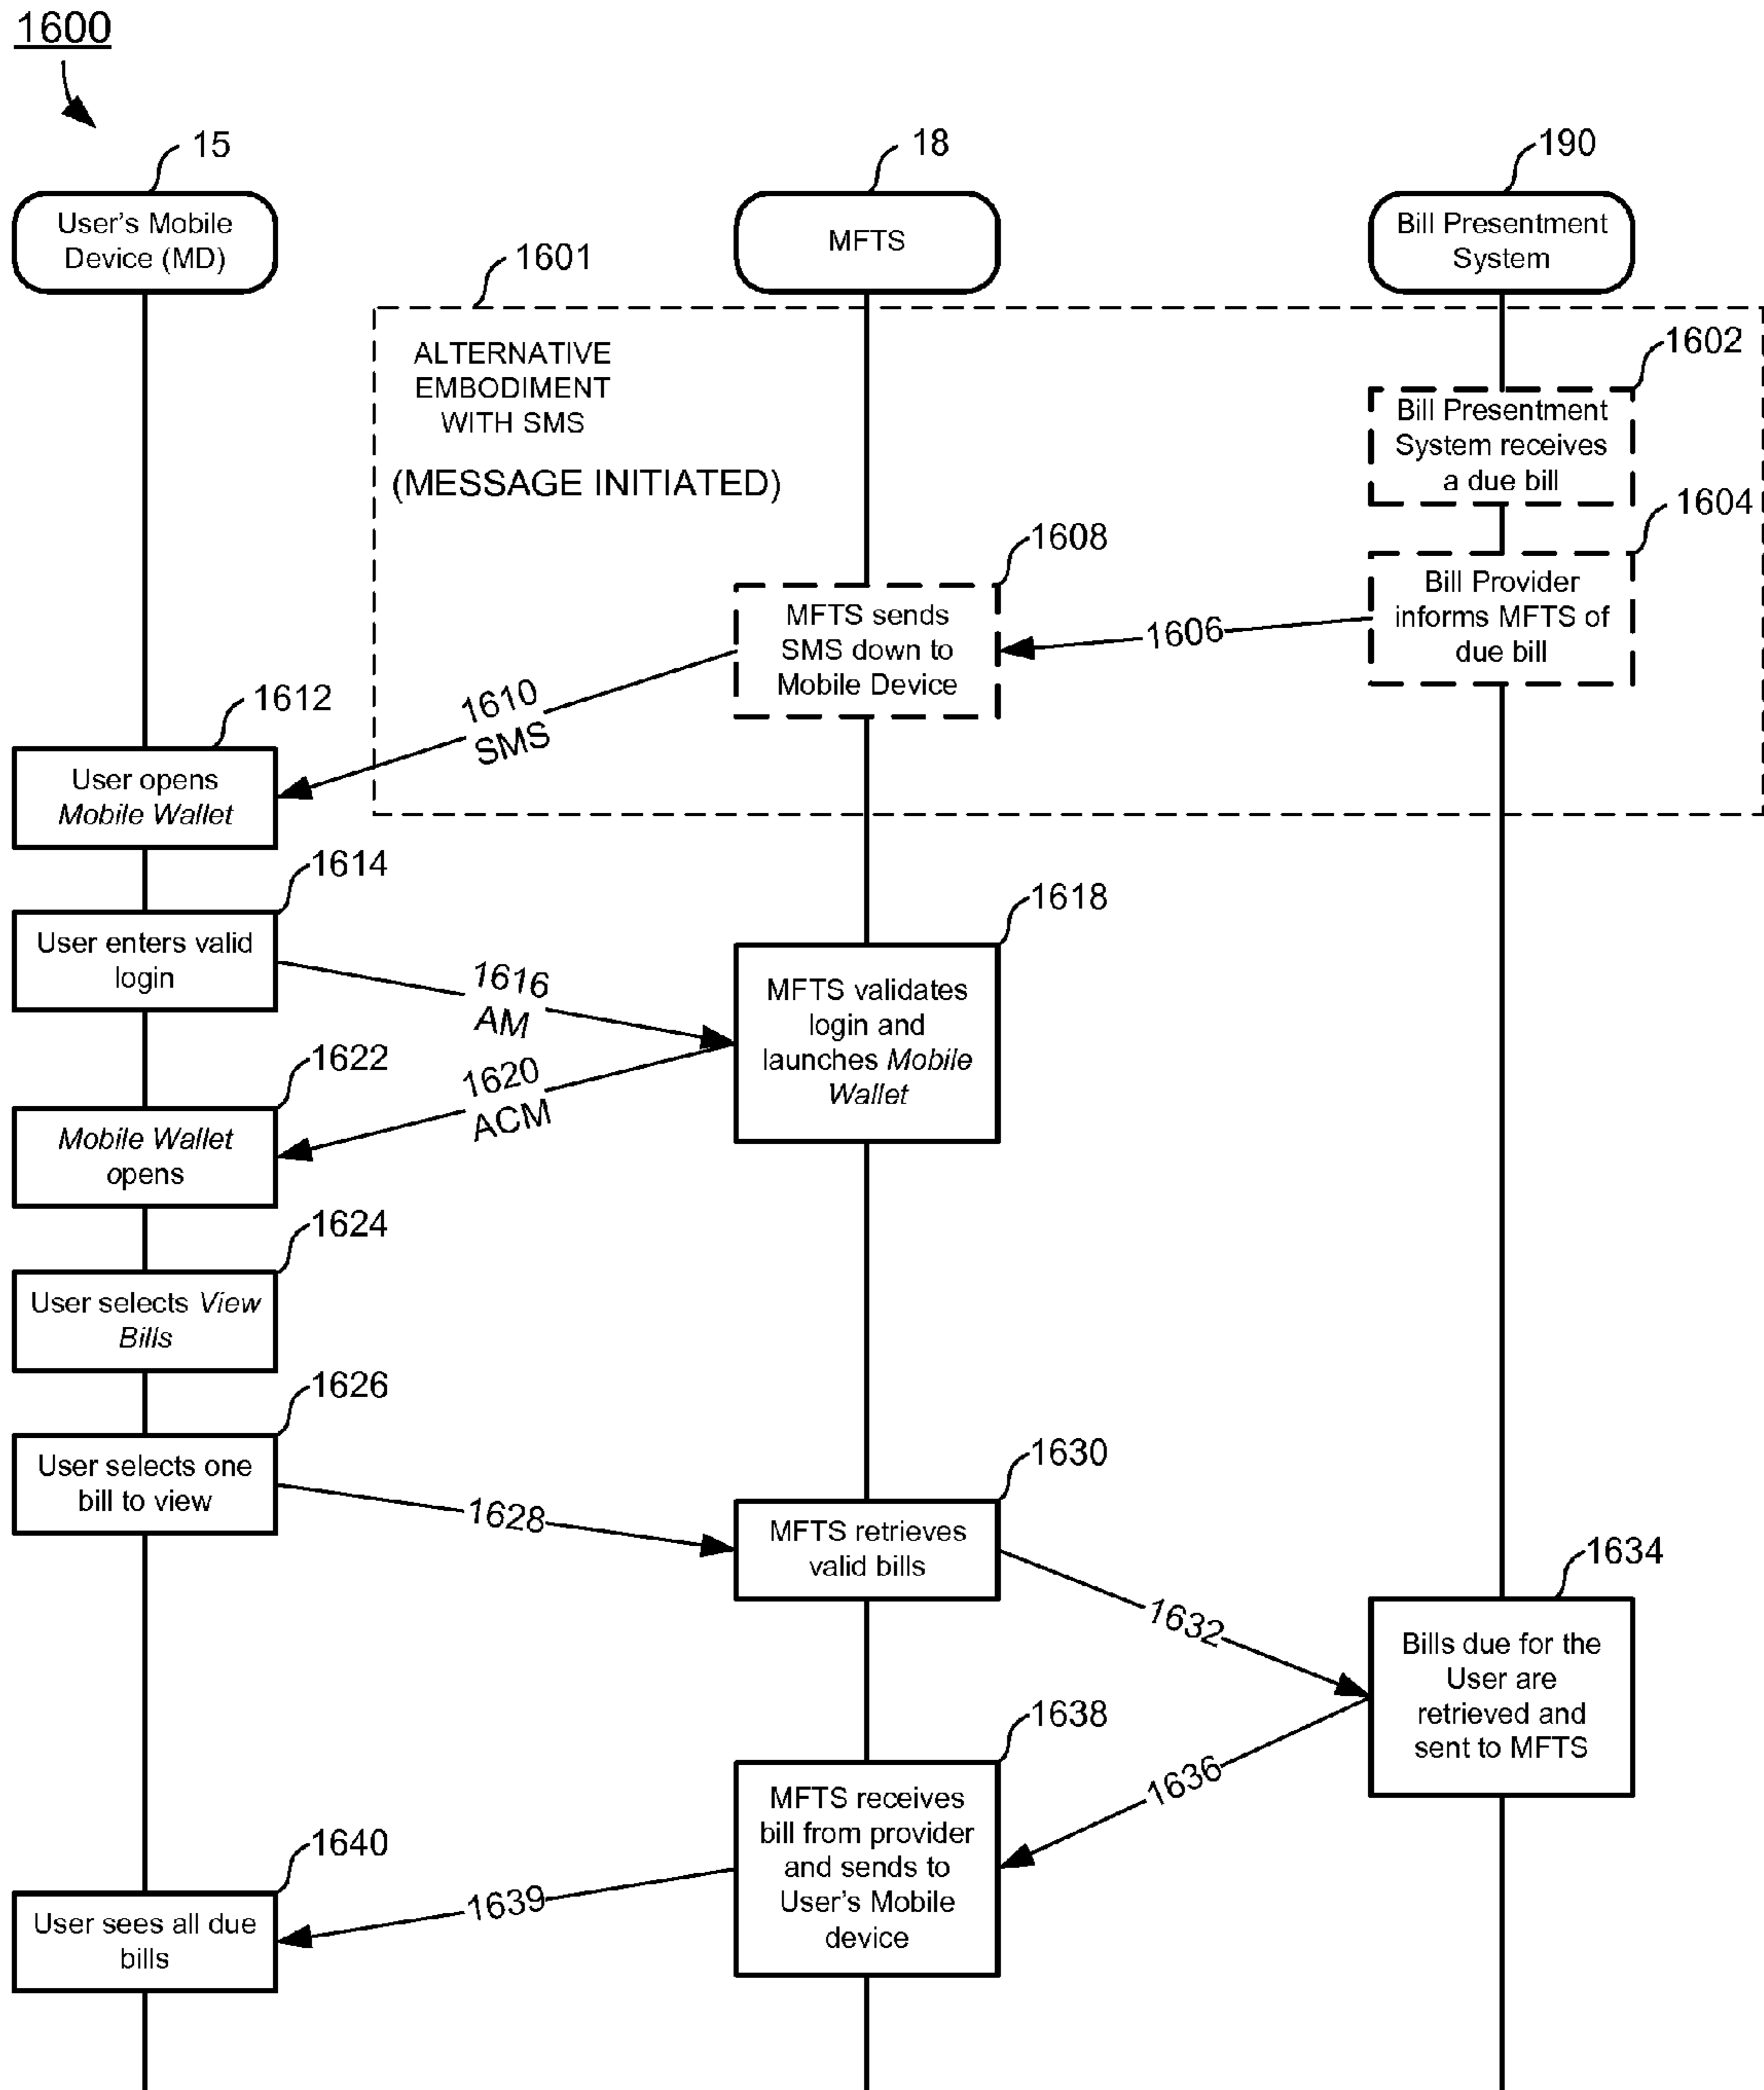 1600
15
18
190
User's Mobile
Device (MD)
MFTS
Bill Presentment
System
1601
ALTERNATIVE
EMBODIMENT
WITH SMS
(MESSAGE INITIATED)
1602
Bill Presentment
System receives
a due bill
1604
Bill Provider
informs MFTS of
due bill
1606
1608
MFTS sends
SMS down to
Mobile Device
1610
SMS
1612
User opens
Mobile Wallet
1614
User enters valid
login
1616
AM
1618
MFTS validates
login and
launches Mobile
Wallet
1620
ACM
1622
Mobile Wallet
opens
1624
User selects View
Bills
1626
User selects one
bill to view
1628
1630
MFTS retrieves
valid bills
1632
1634
Bills due for the
User are
retrieved and
sent to MFTS
1636
1638
MFTS receives
bill from provider
and sends to
User's Mobile
device
1639
1640
User sees all due
bills